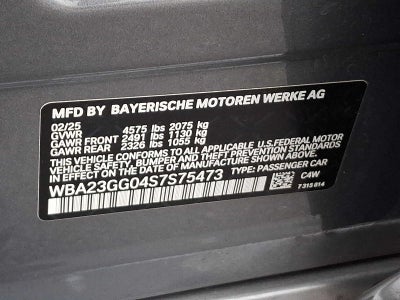 MFD BY BAYERISCHE MOTOREN WERKE AG
02/25
GVWR 4575 lbs 2075 kg
GAWR FRONT 2491 lbs 1130 kg
GAWR REAR 2326 lbs 1055 kg
THIS VEHICLE CONFORMS TO ALL APPLICABLE U.S. FEDERAL MOTOR
VEHICLE SAFETY, BUMPER AND THEFT PREVENTION STANDARDS IN
EFFECT ON THE DATE OF MANUFACTURE SHOWN ABOVE.
WBA23GG04S7S75473 TYPE: PASSENGER CAR
C4W
7 315 814